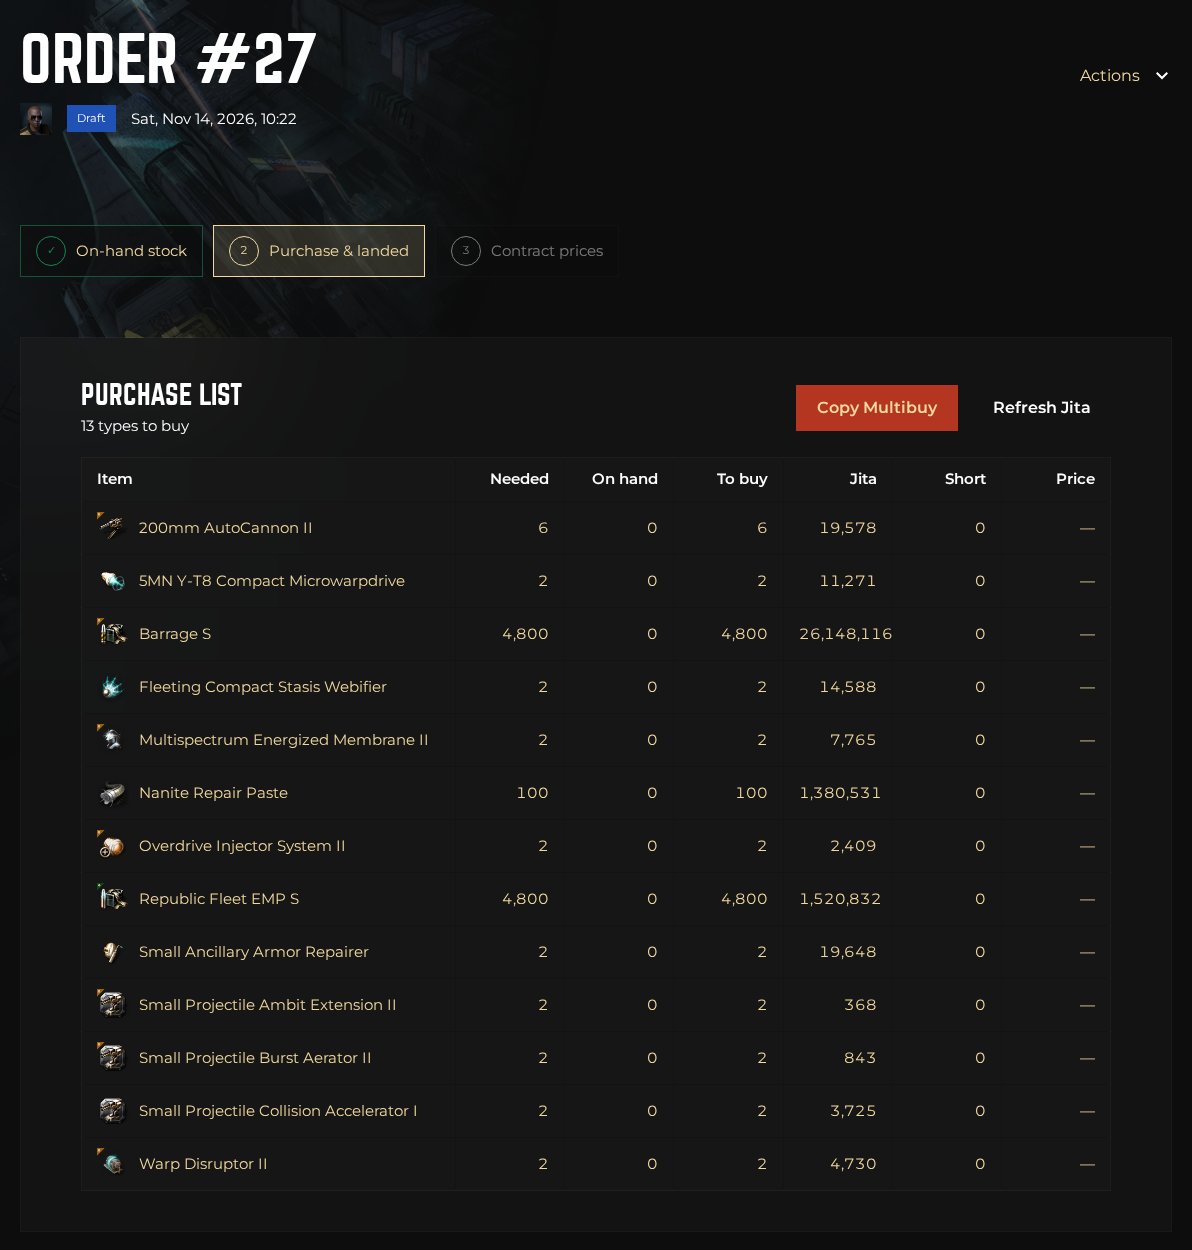 ORDER #27
Actions
Draft Sat, Nov 14, 2026, 10:22
✓ On-hand stock 2 Purchase & landed 3 Contract prices
PURCHASE LIST
13 types to buy
Copy Multibuy Refresh Jita
Item Needed On hand To buy Jita Short Price
200mm AutoCannon II 6 0 6 19,578 0 —
5MN Y-T8 Compact Microwarpdrive 2 0 2 11,271 0 —
Barrage S 4,800 0 4,800 26,148,116 0 —
Fleeting Compact Stasis Webifier 2 0 2 14,588 0 —
Multispectrum Energized Membrane II 2 0 2 7,765 0 —
Nanite Repair Paste 100 0 100 1,380,531 0 —
Overdrive Injector System II 2 0 2 2,409 0 —
Republic Fleet EMP S 4,800 0 4,800 1,520,832 0 —
Small Ancillary Armor Repairer 2 0 2 19,648 0 —
Small Projectile Ambit Extension II 2 0 2 368 0 —
Small Projectile Burst Aerator II 2 0 2 843 0 —
Small Projectile Collision Accelerator I 2 0 2 3,725 0 —
Warp Disruptor II 2 0 2 4,730 0 —